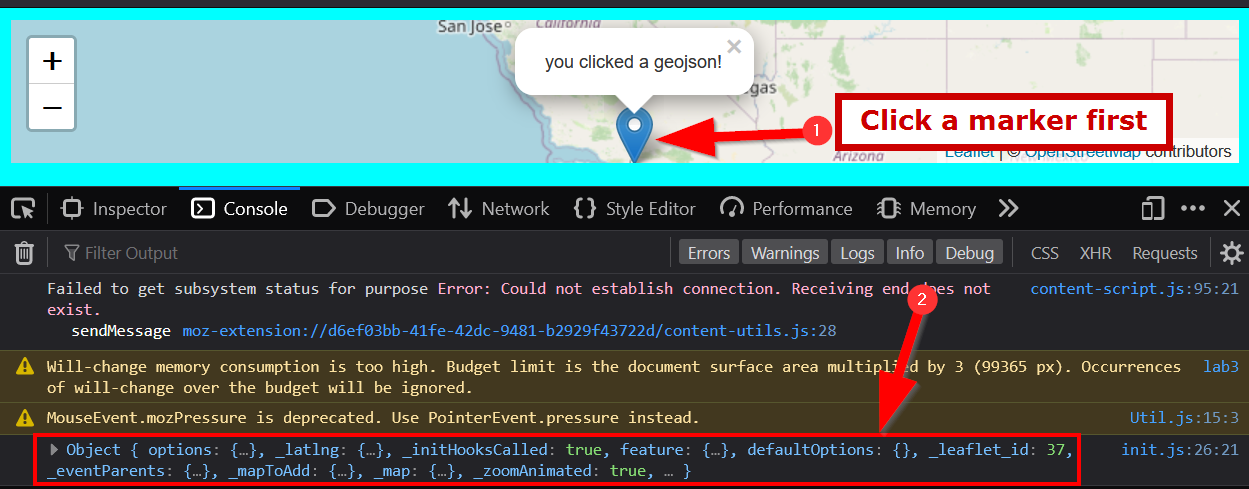 San Jose
California
+
you clicked a geojson!
×
−
egas
1
Click a marker first
Arizona
Leaflet | © OpenStreetMap contributors
Inspector
Console
Debugger
Network
Style Editor
Performance
Memory
Filter Output
Errors
Warnings
Logs
Info
Debug
CSS
XHR
Requests
Failed to get subsystem status for purpose Error: Could not establish connection. Receiving end does not content-script.js:95:21
exist.
2
sendMessage moz-extension://d6ef03bb-41fe-42dc-9481-b2929f43722d/content-utils.js:28
Will-change memory consumption is too high. Budget limit is the document surface area multiplied by 3 (99365 px). Occurrences lab3
of will-change over the budget will be ignored.
MouseEvent.mozPressure is deprecated. Use PointerEvent.pressure instead. Util.js:15:3
Object { options: {…}, _latlng: {…}, _initHooksCalled: true, feature: {…}, defaultOptions: {}, _leaflet_id: 37, init.js:26:21
_eventParents: {…}, _mapToAdd: {…}, _map: {…}, _zoomAnimated: true, … }